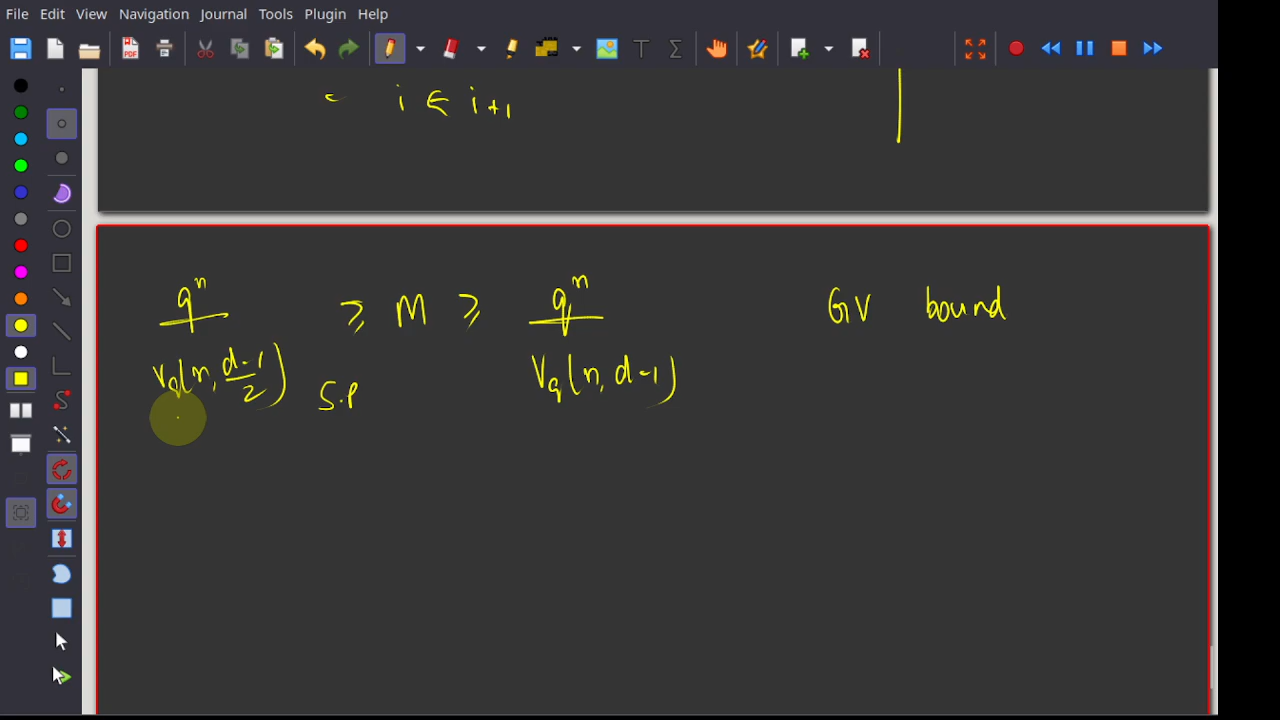 File Edit View Navigation Journal Tools Plugin Help
i ∈ i+1
q^n / V_q(n, d-1/2) ≥ M ≥ q^n / V_q(n, d-1) GV bound
S.P